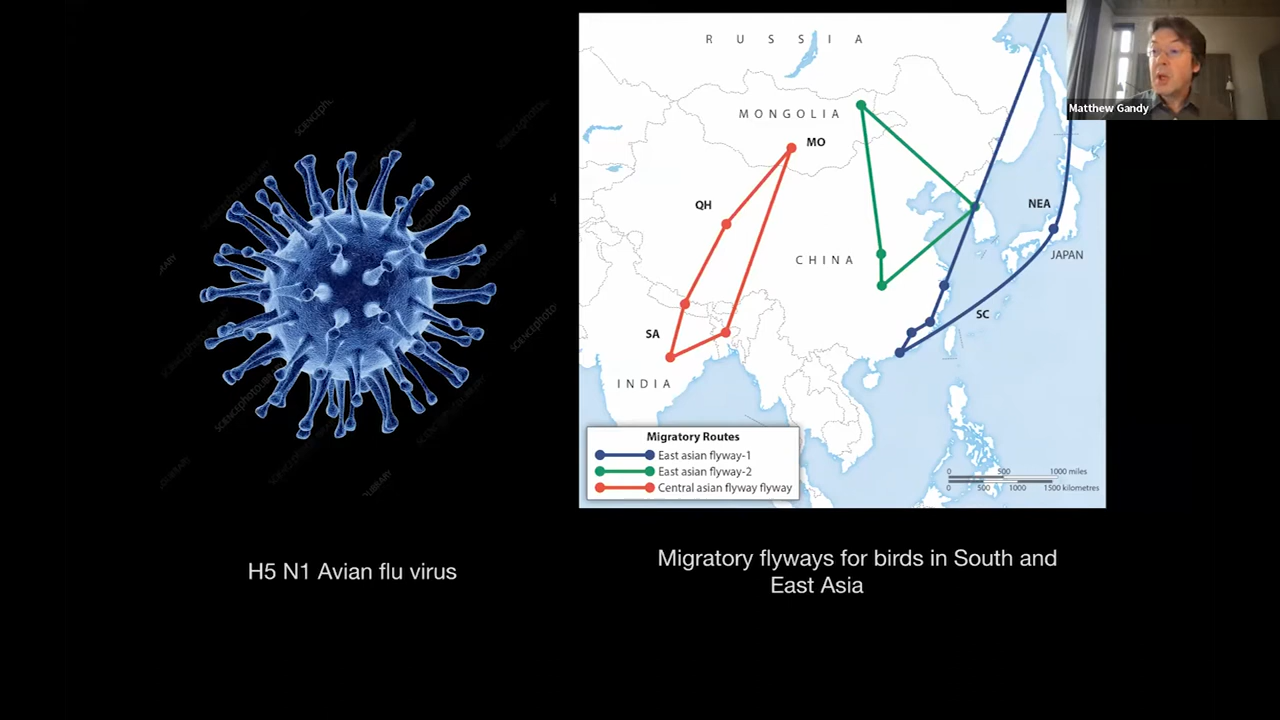 R U S S I A
MONGOLIA
MO
QH
NEA
CHINA
JAPAN
SC
SA
INDIA
Migratory Routes
East asian flyway-1
East asian flyway-2
Central asian flyway flyway
0 500 1000 miles
0 500 1000 1500 kilometres
Matthew Gandy
H5 N1 Avian flu virus
Migratory flyways for birds in South and
East Asia